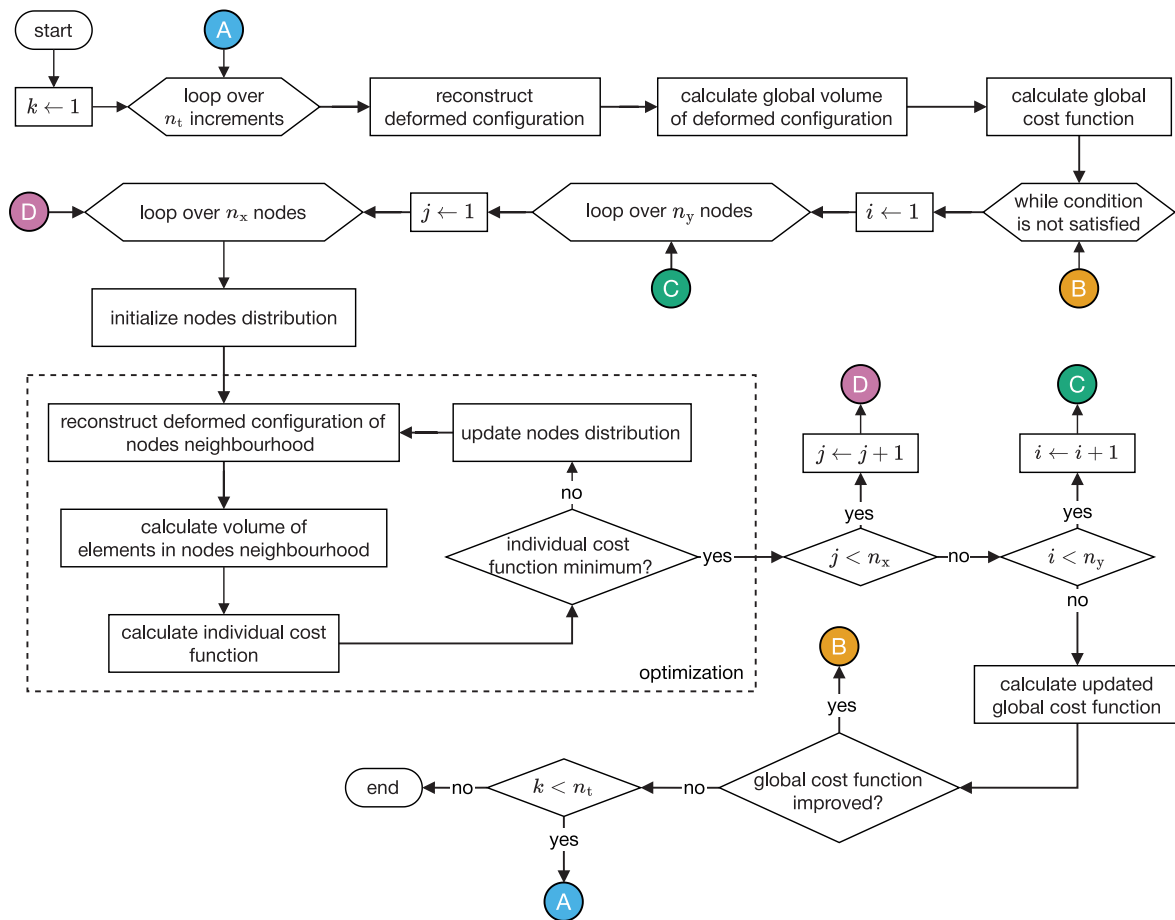 start
A
k ← 1
loop over
n_t increments
reconstruct
deformed configuration
calculate global volume
of deformed configuration
calculate global
cost function
D
loop over n_x nodes
j ← 1
loop over n_y nodes
i ← 1
while condition
is not satisfied
C
B
initialize nodes distribution
reconstruct deformed configuration of
nodes neighbourhood
update nodes distribution
D
C
j ← j + 1
i ← i + 1
no
yes
yes
calculate volume of
elements in nodes neighbourhood
individual cost
function minimum?
yes
j < n_x
no
i < n_y
no
calculate individual cost
function
optimization
B
calculate updated
global cost function
yes
end
no
k < n_t
no
global cost function
improved?
yes
A